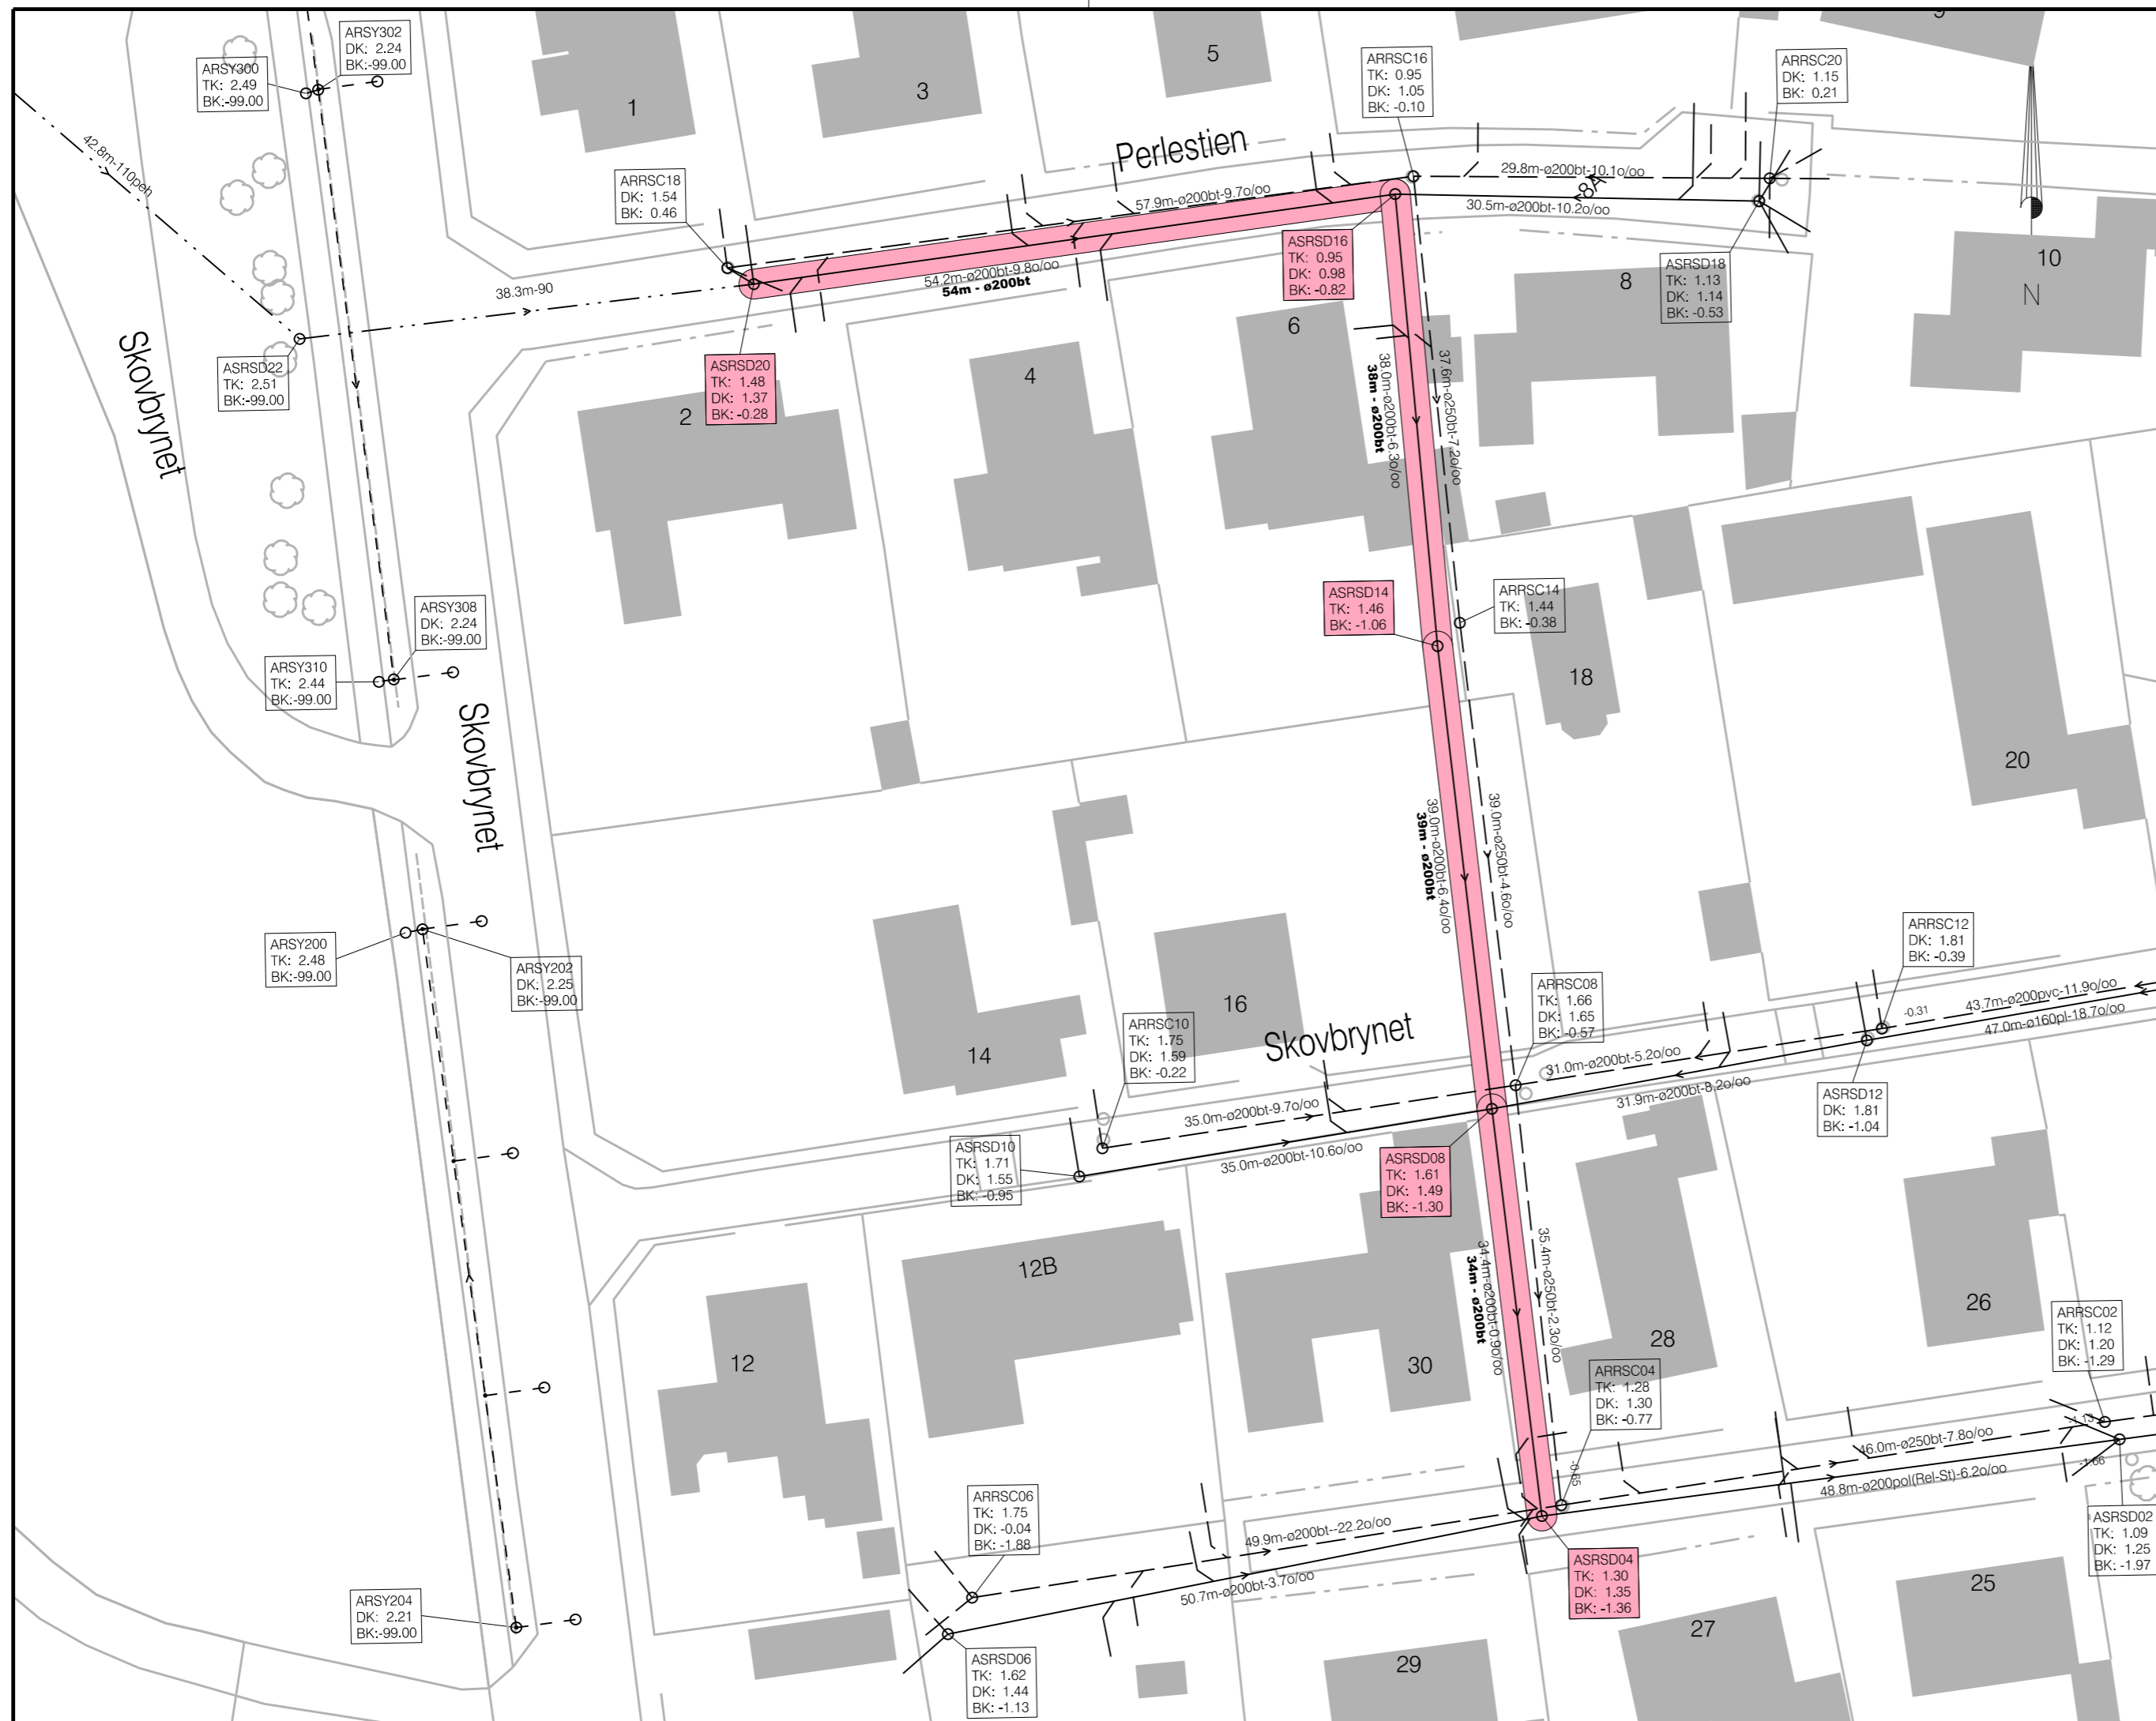 ARSY302
DK: 2.24
BK:-99.00
ARSY300
TK: 2.49
BK:-99.00
1
3
5
9
ARRSC16
TK: 0.95
DK: 1.05
BK: -0.10
ARRSC20
DK: 1.15
BK: 0.21
Perlestien
42.8m-110peh
ARRSC18
DK: 1.54
BK: 0.46
57.9m-ø200bt-9.7o/oo
29.8m-ø200bt-10.1o/oo
8A
30.5m-ø200bt-10.2o/oo
ASRSD16
TK: 0.95
DK: 0.98
BK: -0.82
ASRSD18
TK: 1.13
DK: 1.14
BK: -0.53
10
N
38.3m-90
54.2m-ø200bt-9.8o/oo
54m - ø200bt
8
6
4
2
Skovbrynet
ASRSD22
TK: 2.51
BK:-99.00
ASRSD20
TK: 1.48
DK: 1.37
BK: -0.28
38.0m-ø200bt-6.3o/oo
38m - ø200bt
37.6m-ø250bt-7.2o/oo
ASRSD14
TK: 1.46
BK: -1.06
ARRSC14
TK: 1.44
BK: -0.38
18
20
ARSY308
DK: 2.24
BK:-99.00
ARSY310
TK: 2.44
BK:-99.00
Skovbrynet
39.0m-ø200bt-6.4o/oo
39m - ø200bt
39.0m-ø250bt-4.6o/oo
ARSY200
TK: 2.48
BK:-99.00
ARSY202
DK: 2.25
BK:-99.00
14
16
ARRSC10
TK: 1.75
DK: 1.59
BK: -0.22
Skovbrynet
ARRSC08
TK: 1.66
DK: 1.65
BK: -0.57
ARRSC12
DK: 1.81
BK: -0.39
-0.31
43.7m-ø200pvc-11.9o/oo
47.0m-ø160pl-18.7o/oo
31.0m-ø200bt-5.2o/oo
31.9m-ø200bt-8.2o/oo
ASRSD12
DK: 1.81
BK: -1.04
35.0m-ø200bt-9.7o/oo
35.0m-ø200bt-10.6o/oo
ASRSD10
TK: 1.71
DK: 1.55
BK: -0.95
ASRSD08
TK: 1.61
DK: 1.49
BK: -1.30
12B
12
30
28
26
34.4m-ø200bt-0.9o/oo
34m - ø200bt
35.4m-ø250bt-2.3o/oo
ARRSC04
TK: 1.28
DK: 1.30
BK: -0.77
ARRSC02
TK: 1.12
DK: 1.20
BK: -1.29
-1.13
-1.66
-0.65
46.0m-ø250bt-7.8o/oo
48.8m-ø200pol(Rel-St)-6.2o/oo
ARRSC06
TK: 1.75
DK: -0.04
BK: -1.88
49.9m-ø200bt--22.2o/oo
50.7m-ø200bt-3.7o/oo
ASRSD02
TK: 1.09
DK: 1.25
BK: -1.97
ASRSD04
TK: 1.30
DK: 1.35
BK: -1.36
ARSY204
DK: 2.21
BK:-99.00
ASRSD06
TK: 1.62
DK: 1.44
BK: -1.13
29
27
25